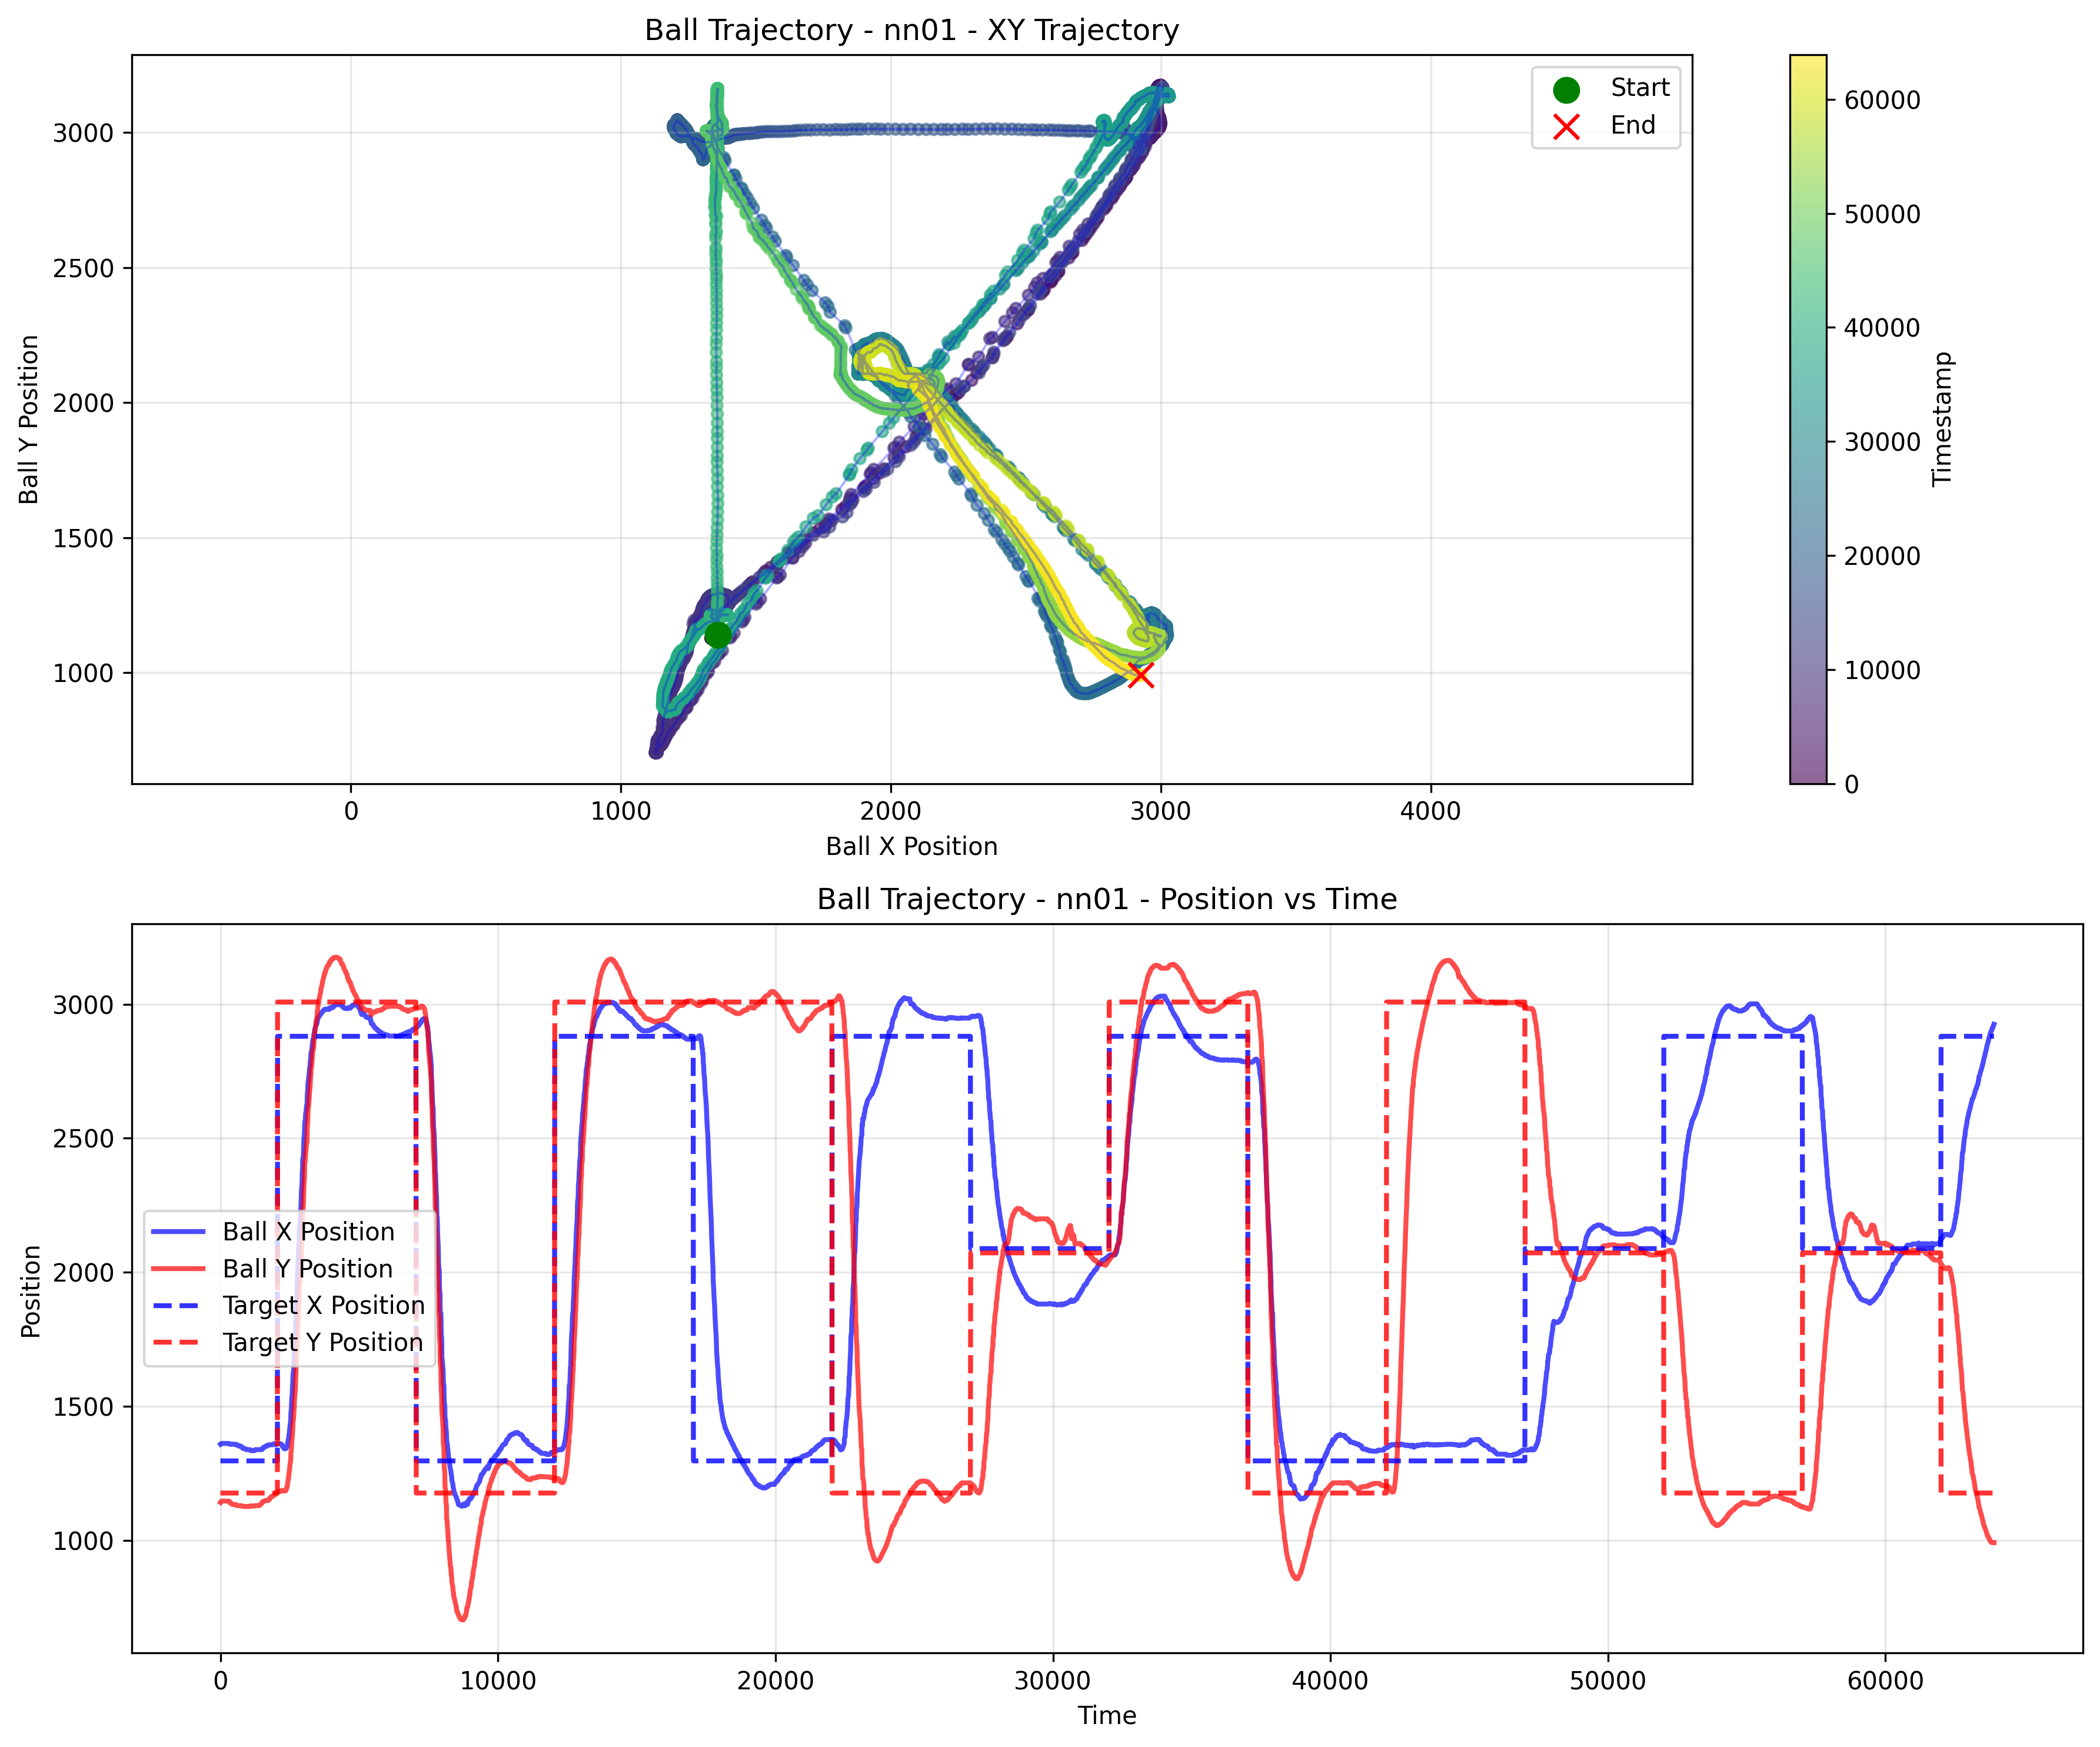 Ball Trajectory - nn01 - XY Trajectory
Start
End
3000
2500
2000
1500
1000
Ball Y Position
0
1000
2000
3000
4000
Ball X Position
60000
50000
40000
30000
20000
10000
0
Timestamp
Ball Trajectory - nn01 - Position vs Time
3000
2500
2000
1500
1000
Position
Ball X Position
Ball Y Position
Target X Position
Target Y Position
0
10000
20000
30000
40000
50000
60000
Time